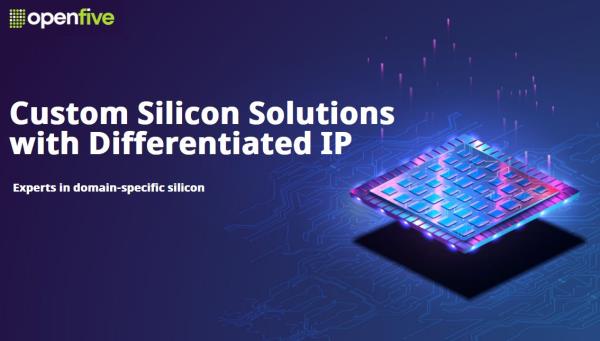 openfive
Custom Silicon Solutions
with Differentiated IP
Experts in domain-specific silicon